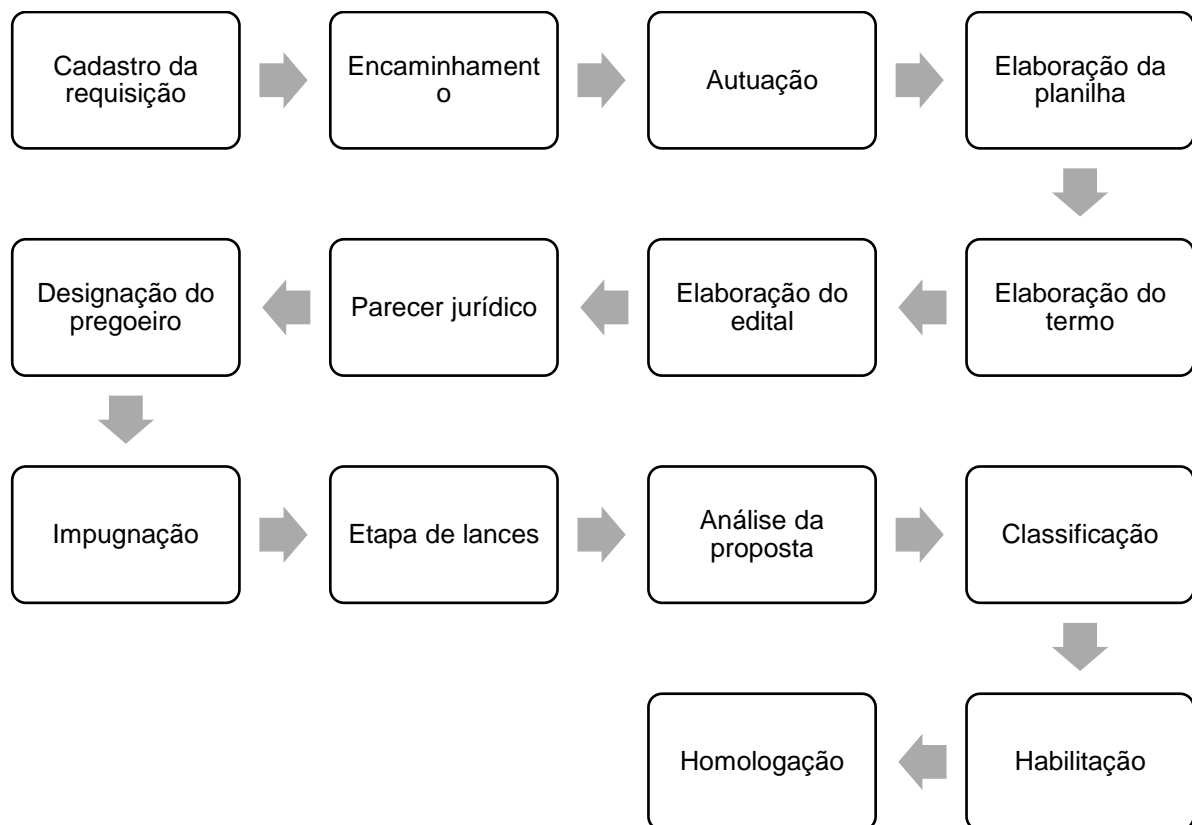 Cadastro da
requisição
Encaminhament
o
Autuação
Elaboração da
planilha
Designação do
pregoeiro
Parecer jurídico
Elaboração do
edital
Elaboração do
termo
Impugnação
Etapa de lances
Análise da
proposta
Classificação
Homologação
Habilitação